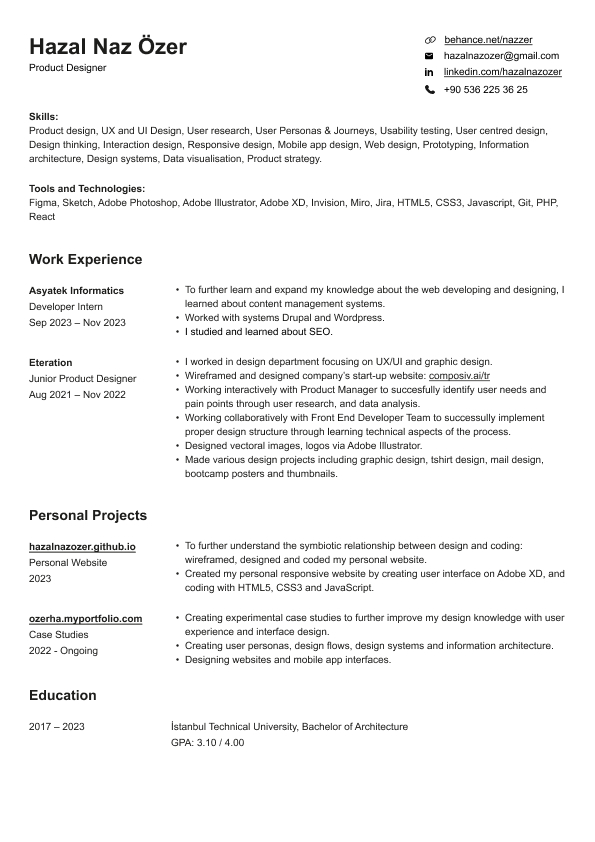 Hazal Naz Özer
Product Designer
behance.net/nazzer
hazalnazozer@gmail.com
linkedin.com/hazalnazozer
+90 536 225 36 25
Skills:
Product design, UX and UI Design, User research, User Personas & Journeys, Usability testing, User centred design,
Design thinking, Interaction design, Responsive design, Mobile app design, Web design, Prototyping, Information
architecture, Design systems, Data visualisation, Product strategy.
Tools and Technologies:
Figma, Sketch, Adobe Photoshop, Adobe Illustrator, Adobe XD, Invision, Miro, Jira, HTML5, CSS3, Javascript, Git, PHP,
React
Work Experience
Asyatek Informatics
Developer Intern
Sep 2023 – Nov 2023
• To further learn and expand my knowledge about the web developing and designing, I
learned about content management systems.
• Worked with systems Drupal and Wordpress.
• I studied and learned about SEO.
Eteration
Junior Product Designer
Aug 2021 – Nov 2022
• I worked in design department focusing on UX/UI and graphic design.
• Wireframed and designed company's start-up website: composiv.ai/tr
• Working interactively with Product Manager to succesfully identify user needs and
pain points through user research, and data analysis.
• Working collaboratively with Front End Developer Team to successully implement
proper design structure through learning technical aspects of the process.
• Designed vectoral images, logos via Adobe Illustrator.
• Made various design projects including graphic design, tshirt design, mail design,
bootcamp posters and thumbnails.
Personal Projects
hazalnazozer.github.io
Personal Website
2023
• To further understand the symbiotic relationship between design and coding:
wireframed, designed and coded my personal website.
• Created my personal responsive website by creating user interface on Adobe XD, and
coding with HTML5, CSS3 and JavaScript.
ozerha.myportfolio.com
Case Studies
2022 - Ongoing
• Creating experimental case studies to further improve my design knowledge with user
experience and interface design.
• Creating user personas, design flows, design systems and information architecture.
• Designing websites and mobile app interfaces.
Education
2017 – 2023
İstanbul Technical University, Bachelor of Architecture
GPA: 3.10 / 4.00